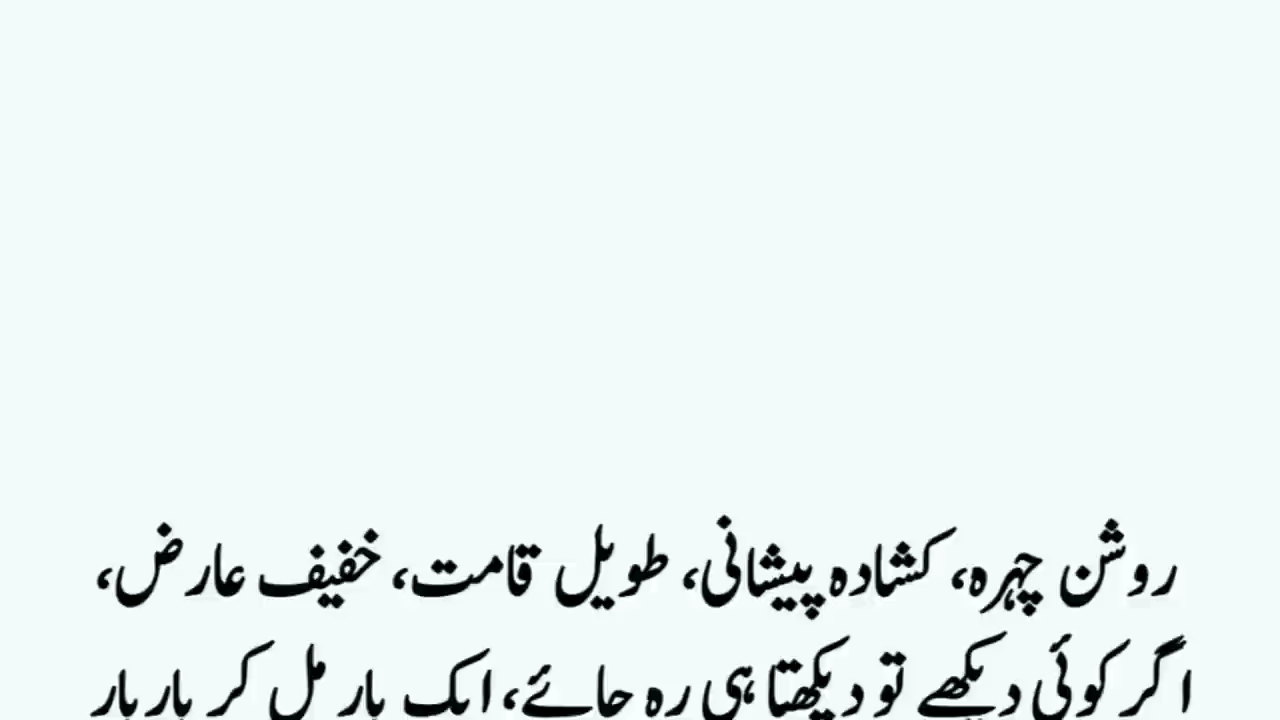 روشن چہرہ، کشادہ پیشانی، طویل قامت، خفیف عارض،
اگر کوئی دیکھے تو دیکھتا ہی رہ جائے، ایک بار مل کر بار بار